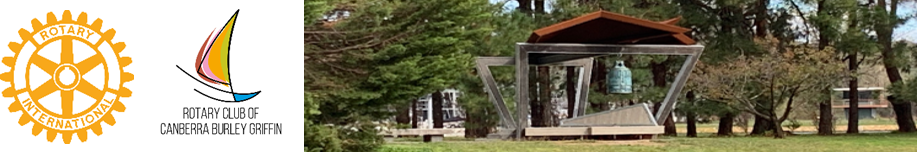 ROTARY
INTERNATIONAL
ROTARY CLUB OF
CANBERRA BURLEY GRIFFIN